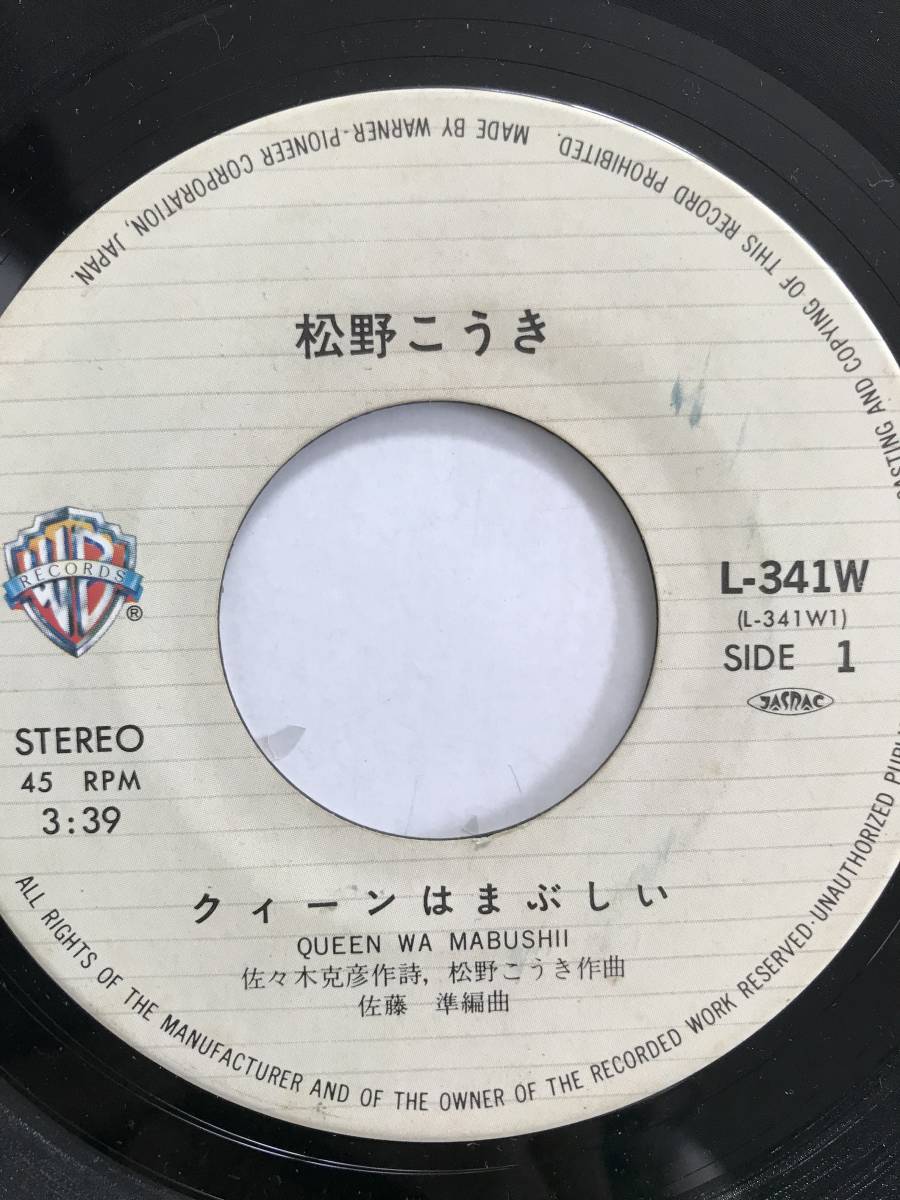 松野こうき
WB
RECORDS
®
L-341W
(L-341W1)
SIDE 1
JASRAC
STEREO
45 RPM
3:39
クィーンはまぶしい
QUEEN WA MABUSHII
佐々木克彦作詩, 松野こうき作曲
佐藤 準編曲
ALL RIGHTS OF THE MANUFACTURER AND OF THE OWNER OF THE RECORDED WORK RESERVED·UNAUTHORIZED
CASTING AND COPYING OF THIS RECORD PROHIBITED.
MADE BY WARNER-PIONEER CORPORATION, JAPAN.